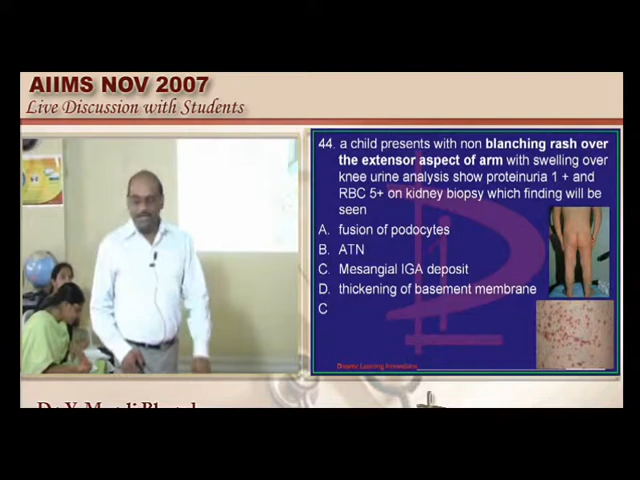 AIIMS NOV 2007
Live Discussion with Students
44. a child presents with non blanching rash over
the extensor aspect of arm with swelling over
knee urine analysis show proteinuria 1 + and
RBC 5+ on kidney biopsy which finding will be
seen
A. fusion of podocytes
B. ATN
C. Mesangial IGA deposit
D. thickening of basement membrane
C